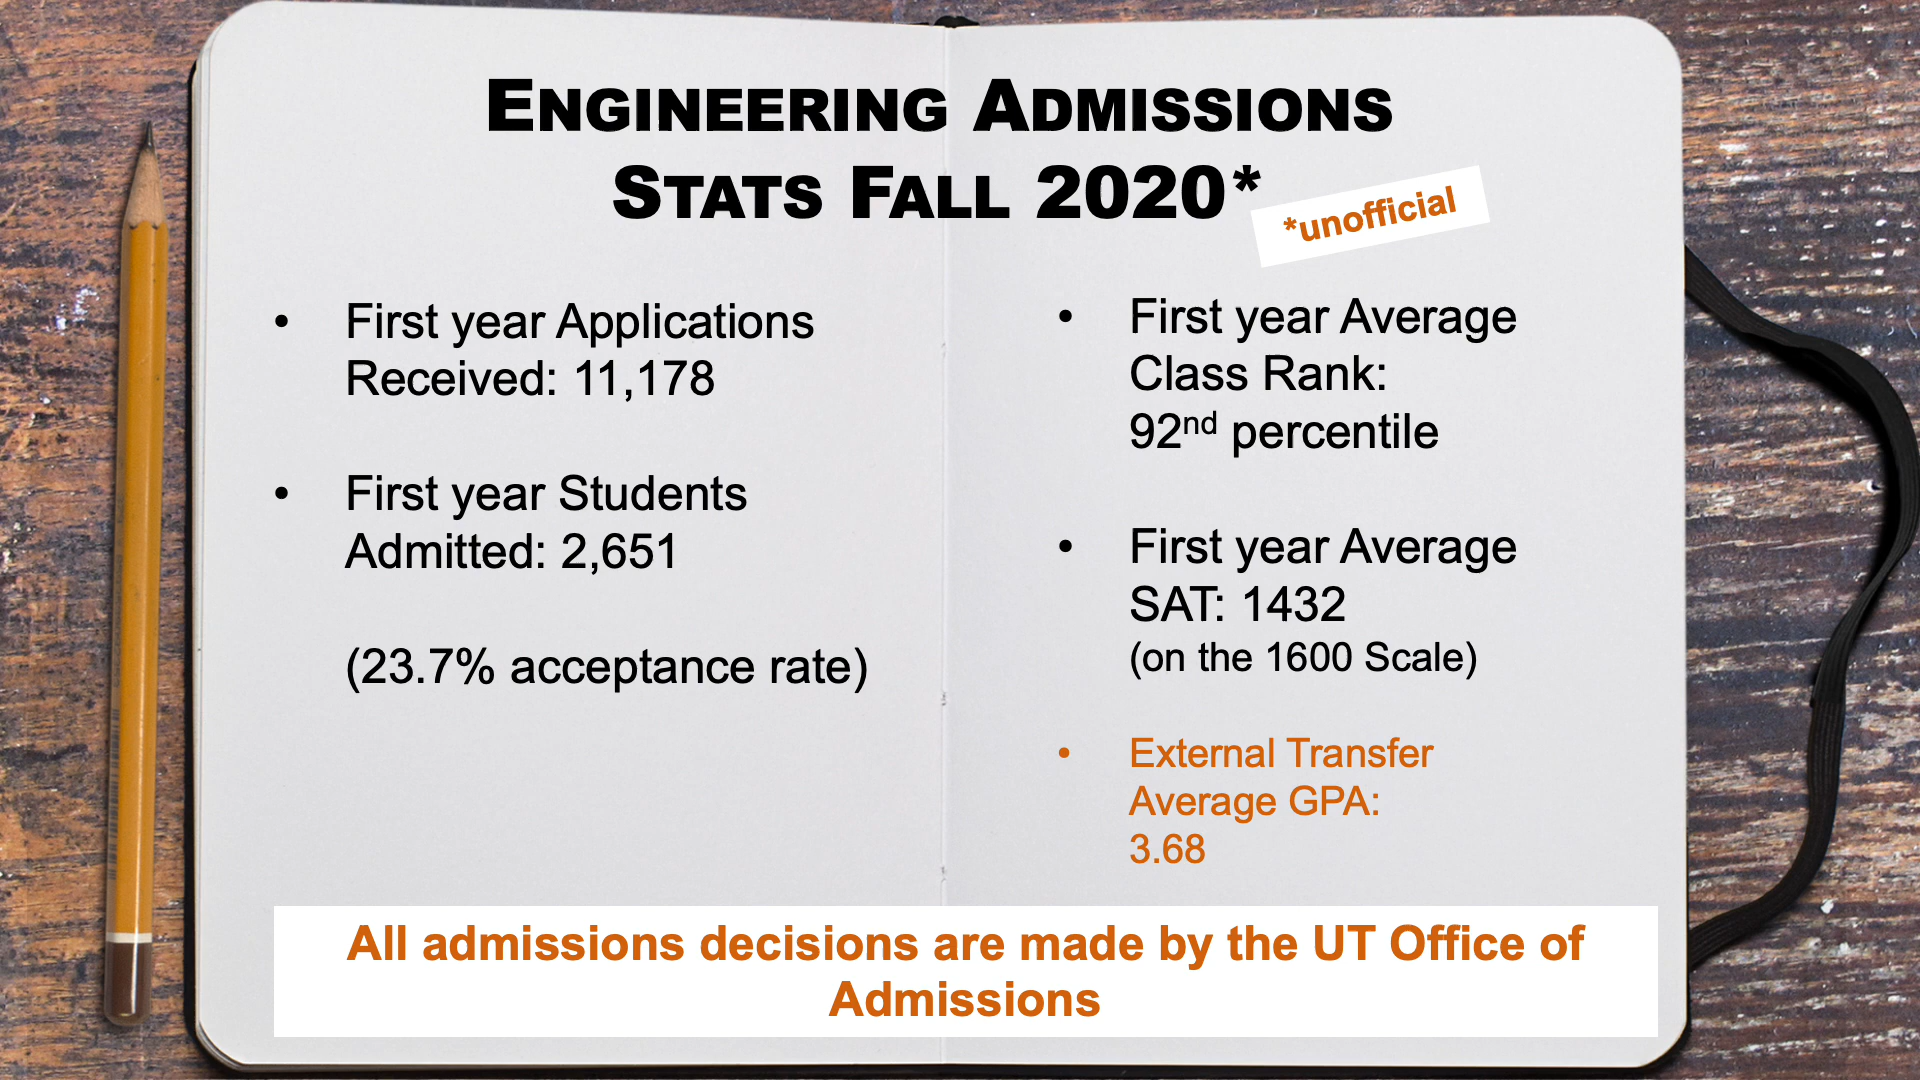 ENGINEERING ADMISSIONS
STATS FALL 2020*
*unofficial
• First year Applications
Received: 11,178
• First year Students
Admitted: 2,651
(23.7% acceptance rate)
• First year Average
Class Rank:
92nd percentile
• First year Average
SAT: 1432
(on the 1600 Scale)
• External Transfer
Average GPA:
3.68
All admissions decisions are made by the UT Office of
Admissions